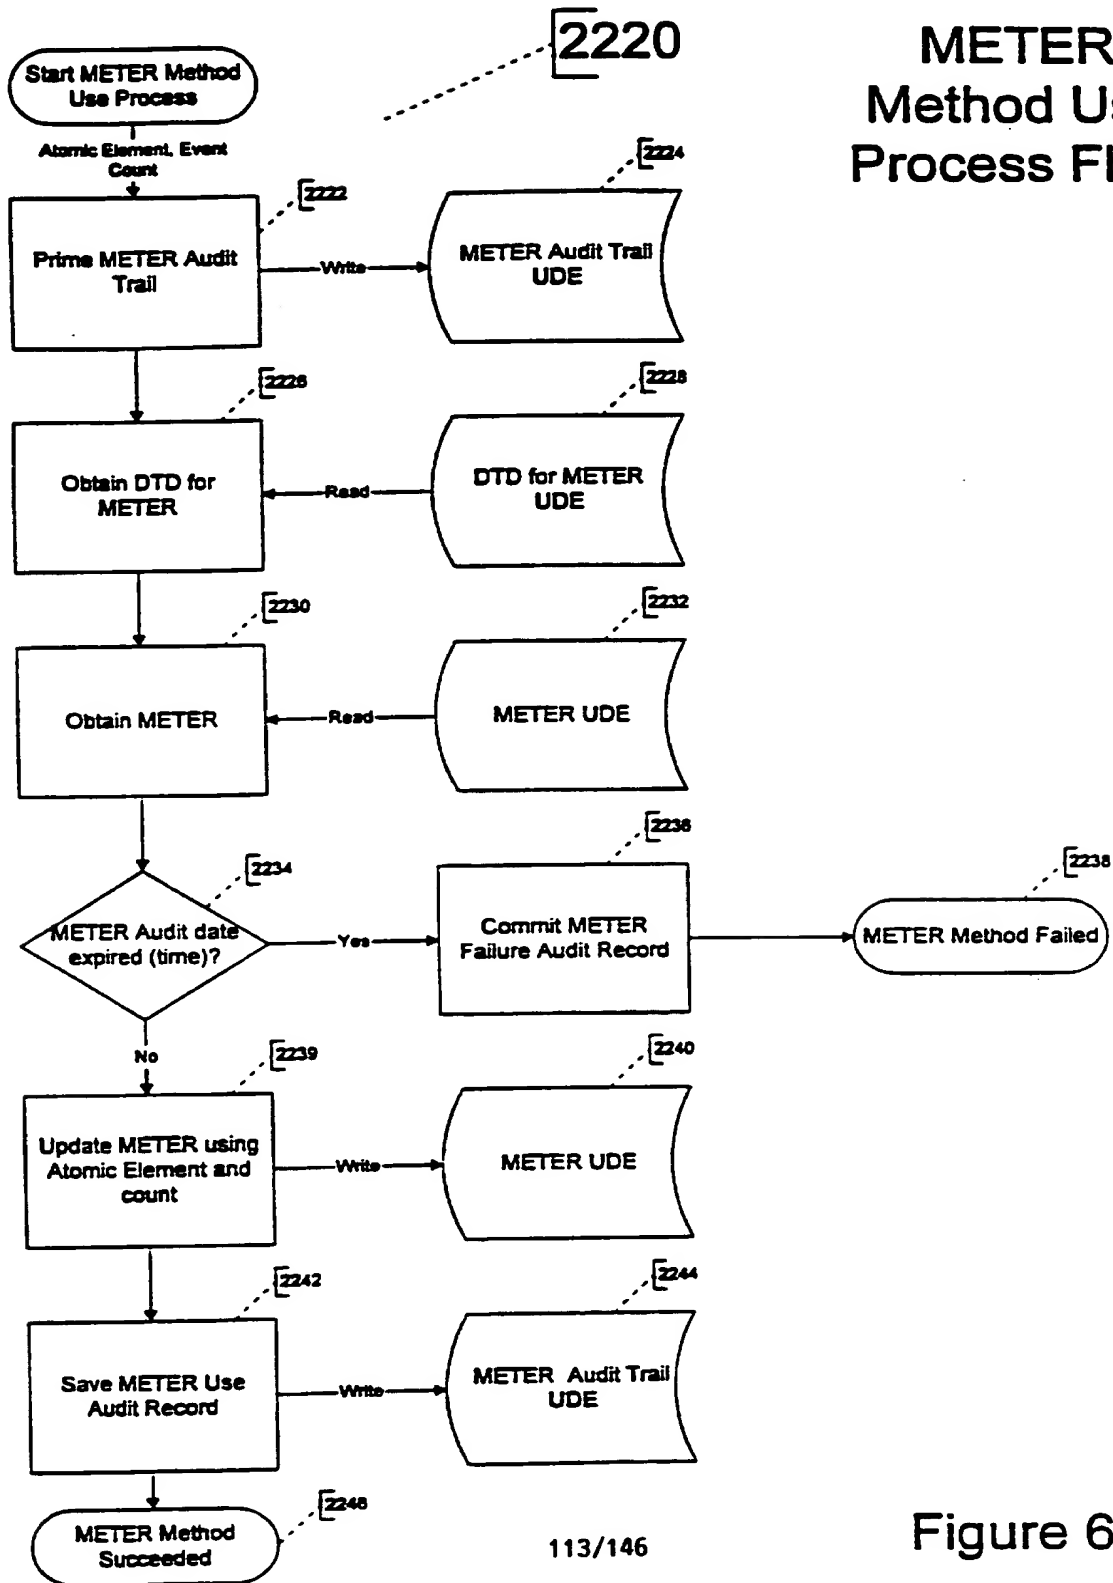 2220
METER
Method Us
Process Fl
Start METER Method
Use Process
Atomic Element, Event
Count
2222
Prime METER Audit
Trail
Write
2224
METER Audit Trail
UDE
2226
Obtain DTD for
METER
Read
2228
DTD for METER
UDE
2230
Obtain METER
Read
2232
METER UDE
2234
METER Audit date
expired (time)?
Yes
2236
Commit METER
Failure Audit Record
2238
METER Method Failed
No
2239
Update METER using
Atomic Element and
count
Write
2240
METER UDE
2242
Save METER Use
Audit Record
Write
2244
METER Audit Trail
UDE
2246
METER Method
Succeeded
113/146
Figure 6